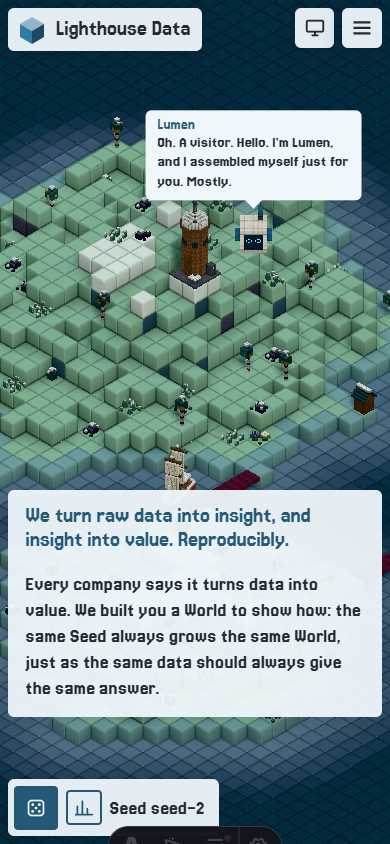 Lighthouse Data
Lumen
Oh. A visitor. Hello. I'm Lumen,
and I assembled myself just for
you. Mostly.
We turn raw data into insight, and
insight into value. Reproducibly.
Every company says it turns data into
value. We built you a World to show how: the
same Seed always grows the same World,
just as the same data should always give
the same answer.
Seed seed-2